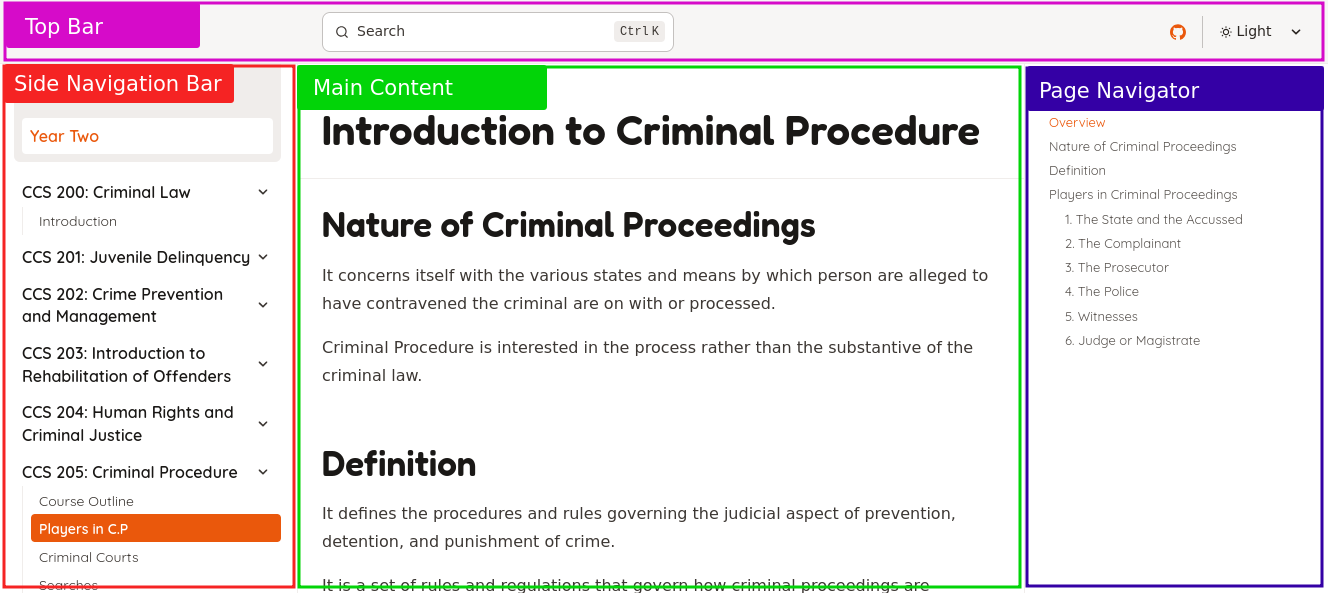 Top Bar
Search
Ctrl K
Light
Side Navigation Bar
Year Two
CCS 200: Criminal Law
Introduction
CCS 201: Juvenile Delinquency
CCS 202: Crime Prevention
and Management
CCS 203: Introduction to
Rehabilitation of Offenders
CCS 204: Human Rights and
Criminal Justice
CCS 205: Criminal Procedure
Course Outline
Players in C.P
Criminal Courts
Searches
Main Content
Introduction to Criminal Procedure
Nature of Criminal Proceedings
It concerns itself with the various states and means by which person are alleged to
have contravened the criminal are on with or processed.
Criminal Procedure is interested in the process rather than the substantive of the
criminal law.
Definition
It defines the procedures and rules governing the judicial aspect of prevention,
detention, and punishment of crime.
It is a set of rules and regulations that govern how criminal proceedings are
Page Navigator
Overview
Nature of Criminal Proceedings
Definition
Players in Criminal Proceedings
1. The State and the Accussed
2. The Complainant
3. The Prosecutor
4. The Police
5. Witnesses
6. Judge or Magistrate